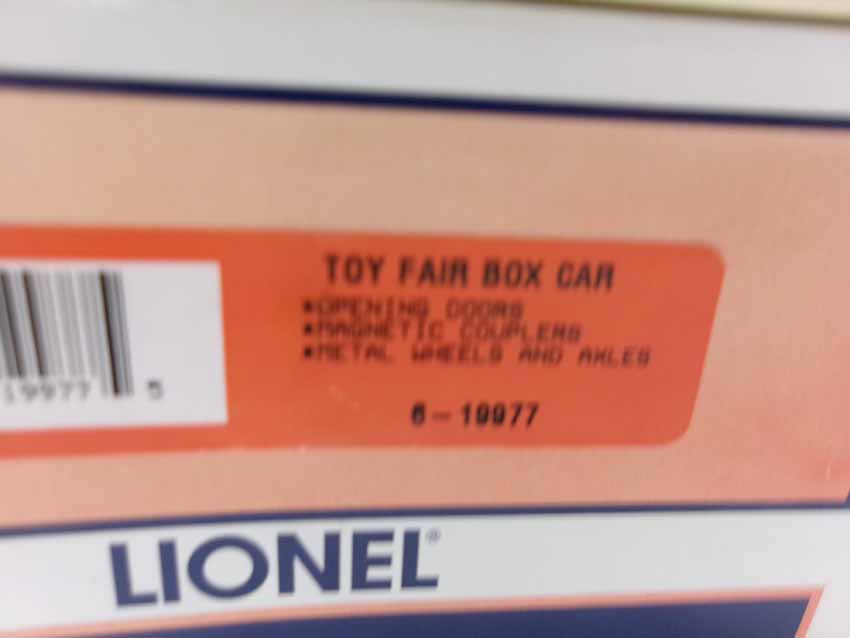 TOY FAIR BOX CAR
*OPENING DOORS
*MAGNETIC COUPLERS
*METAL WHEELS AND AXLES
19977 5
6-19977
LIONEL®